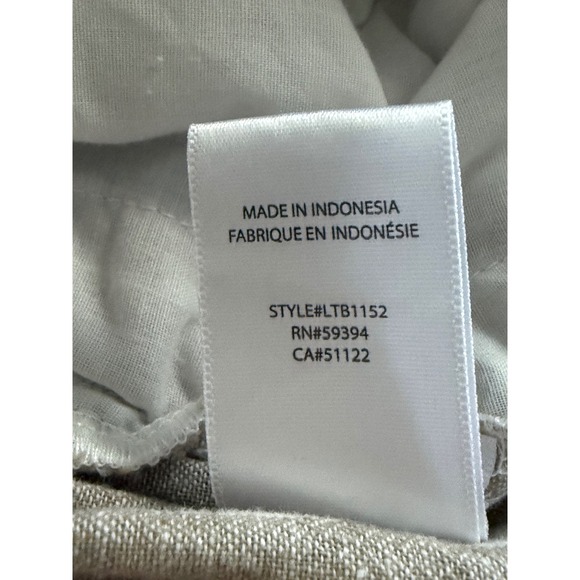 MADE IN INDONESIA
FABRIQUE EN INDONÉSIE
STYLE#LTB1152
RN#59394
CA#51122